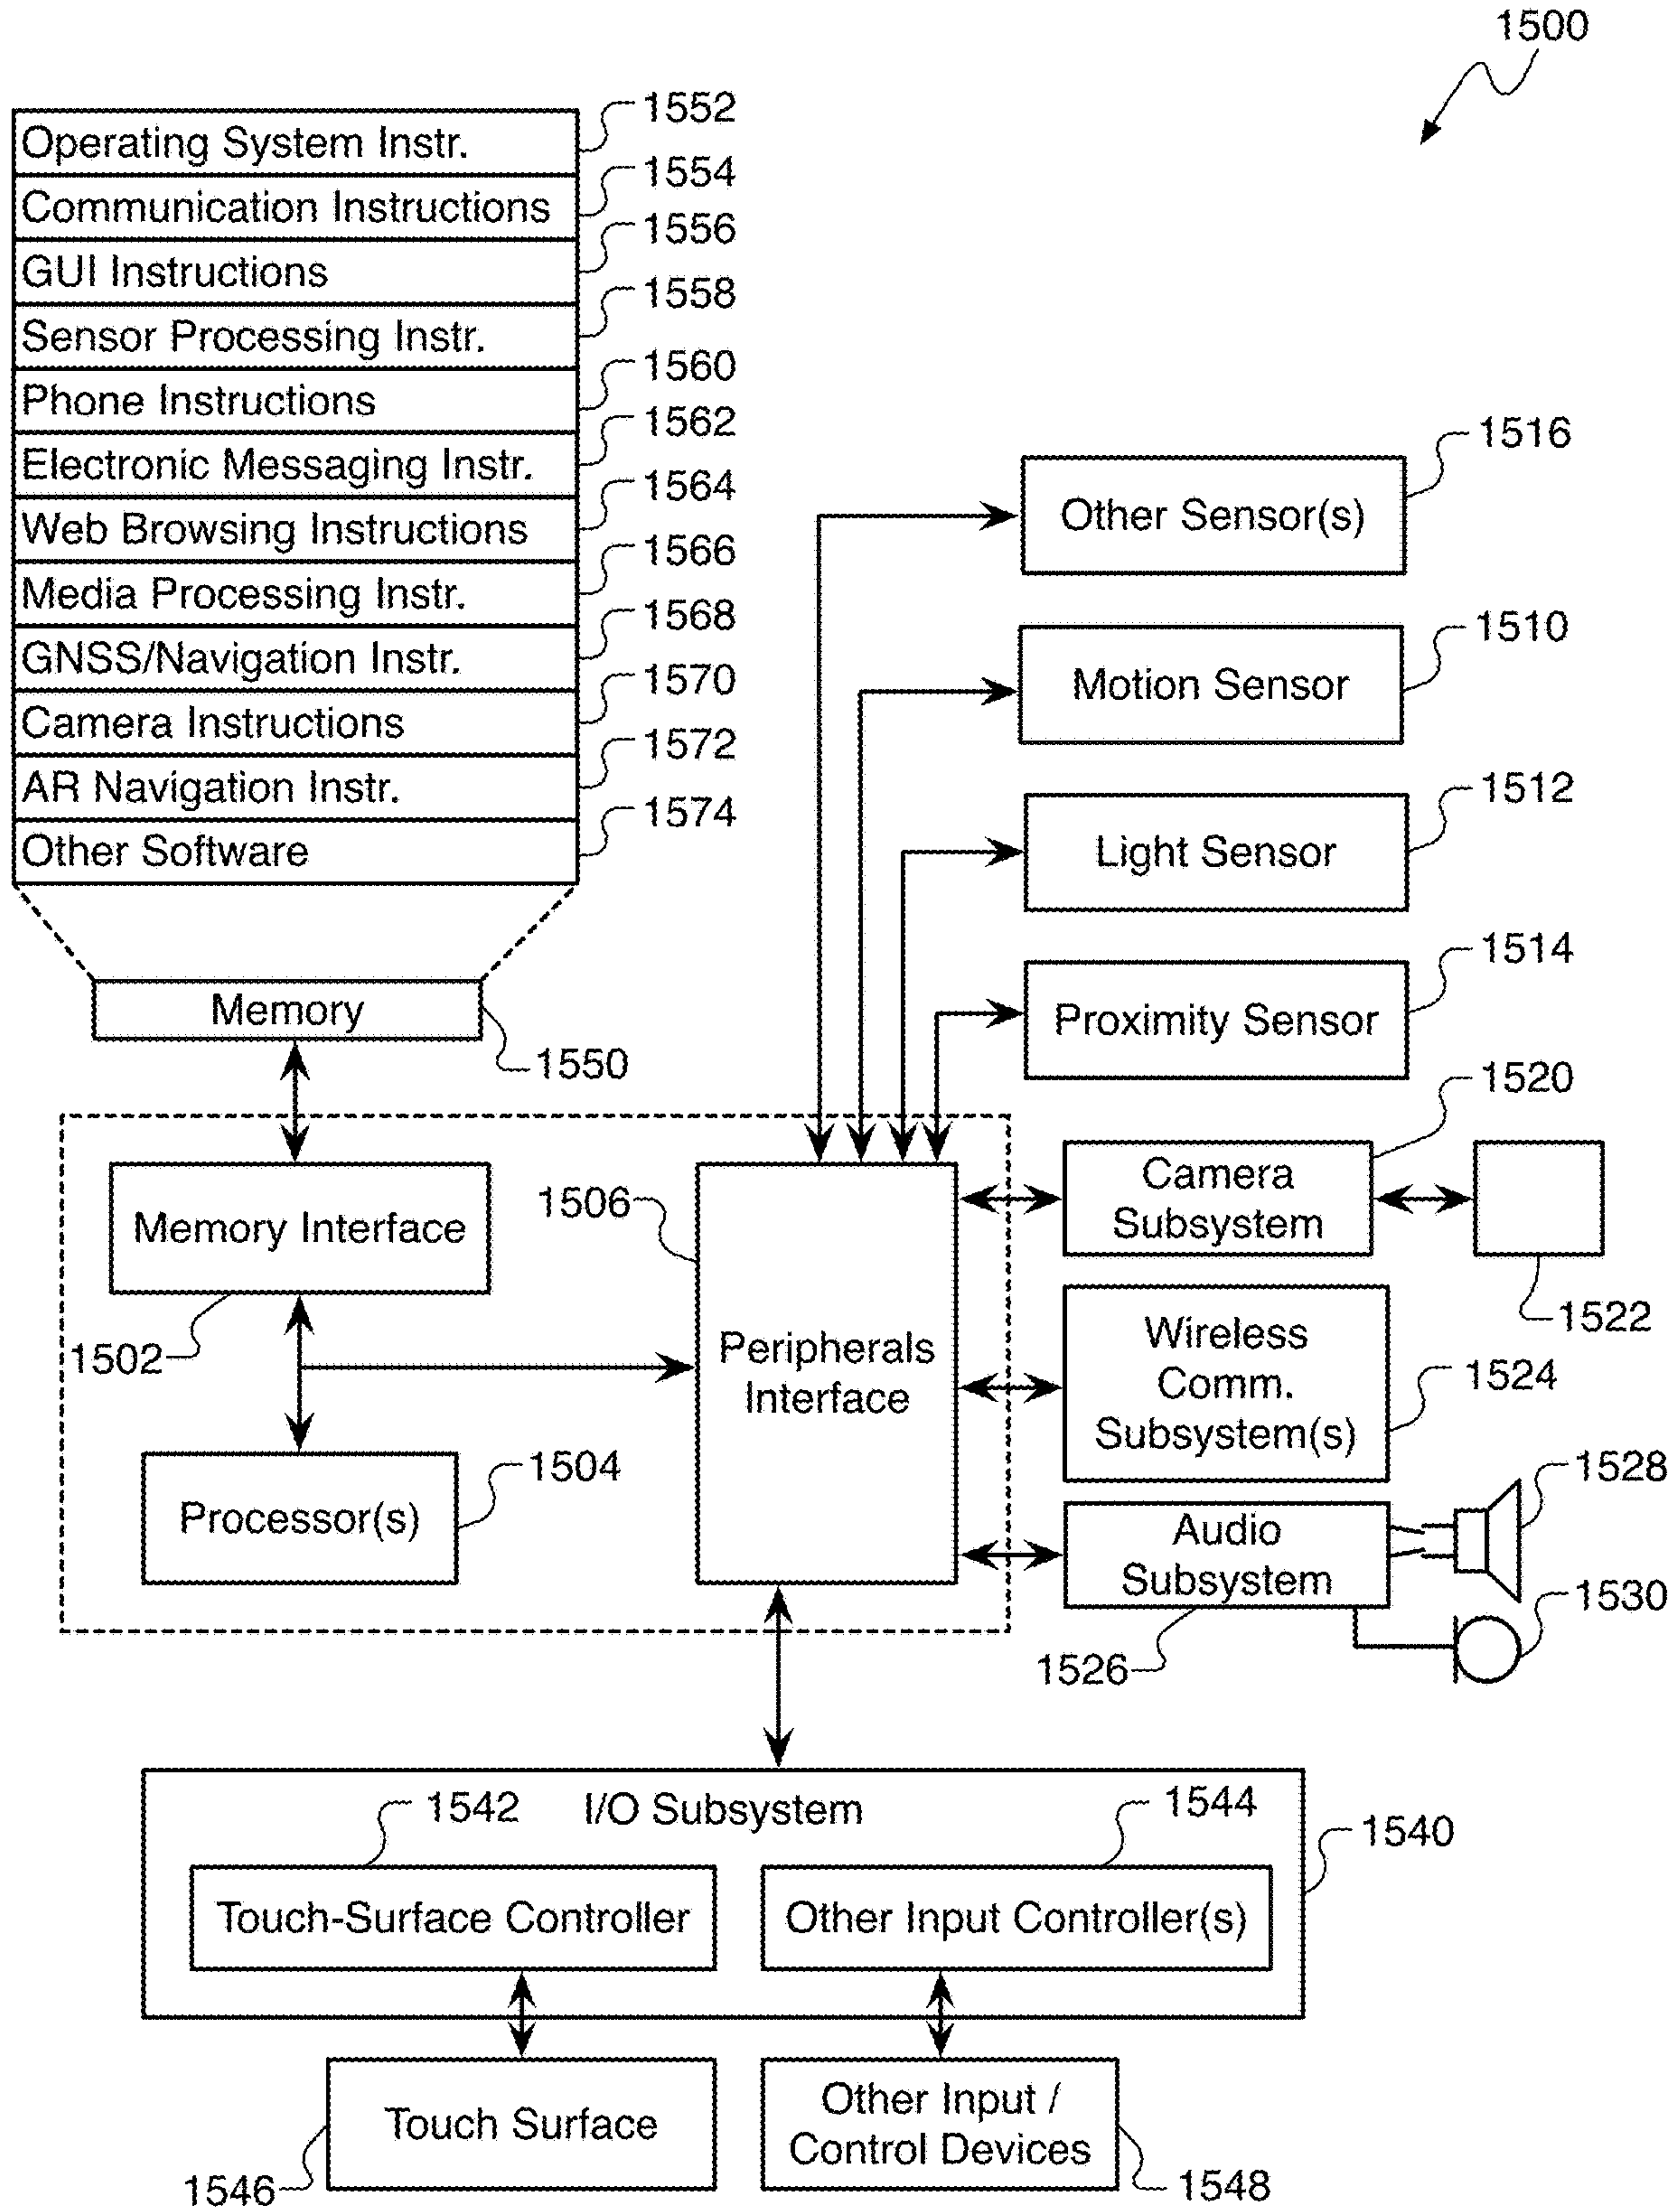 1500
Operating System Instr.
1552
Communication Instructions
1554
GUI Instructions
1556
Sensor Processing Instr.
1558
Phone Instructions
1560
Electronic Messaging Instr.
1562
Web Browsing Instructions
1564
Media Processing Instr.
1566
GNSS/Navigation Instr.
1568
Camera Instructions
1570
AR Navigation Instr.
1572
Other Software
1574
Memory
1550
Other Sensor(s)
1516
Motion Sensor
1510
Light Sensor
1512
Proximity Sensor
1514
Memory Interface
1502
Processor(s)
1504
1506
Peripherals
Interface
Camera
Subsystem
1520
1522
Wireless
Comm.
Subsystem(s)
1524
Audio
Subsystem
1526
1528
1530
I/O Subsystem
1540
1542
Touch-Surface Controller
1544
Other Input Controller(s)
Touch Surface
1546
Other Input /
Control Devices
1548